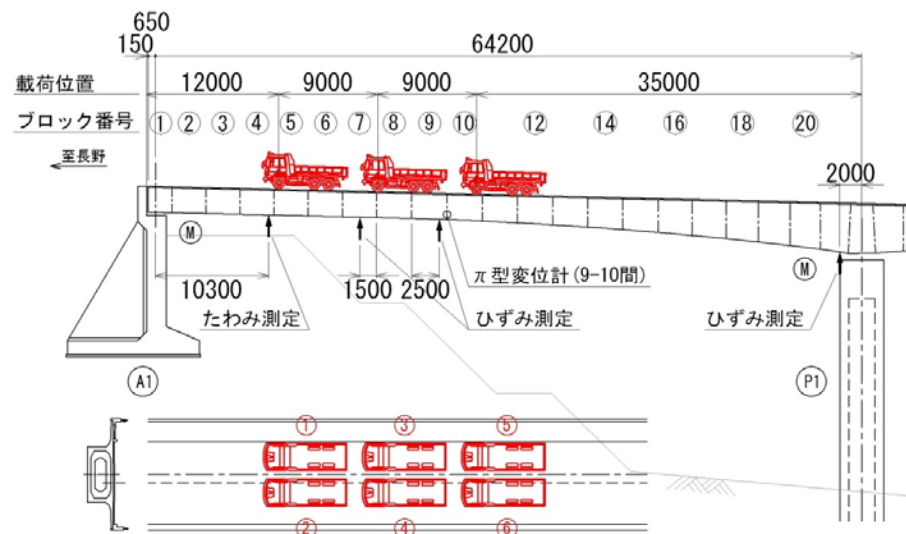 650
150
64200
載荷位置
12000
9000
9000
35000
ブロック番号
① ② ③ ④ ⑤ ⑥ ⑦ ⑧ ⑨ ⑩ ⑫ ⑭ ⑯ ⑱ ⑳
至長野
2000
M
M
π型変位計(9-10間)
10300
1500
2500
たわみ測定
ひずみ測定
ひずみ測定
A1
P1
① ③ ⑤
② ④ ⑥